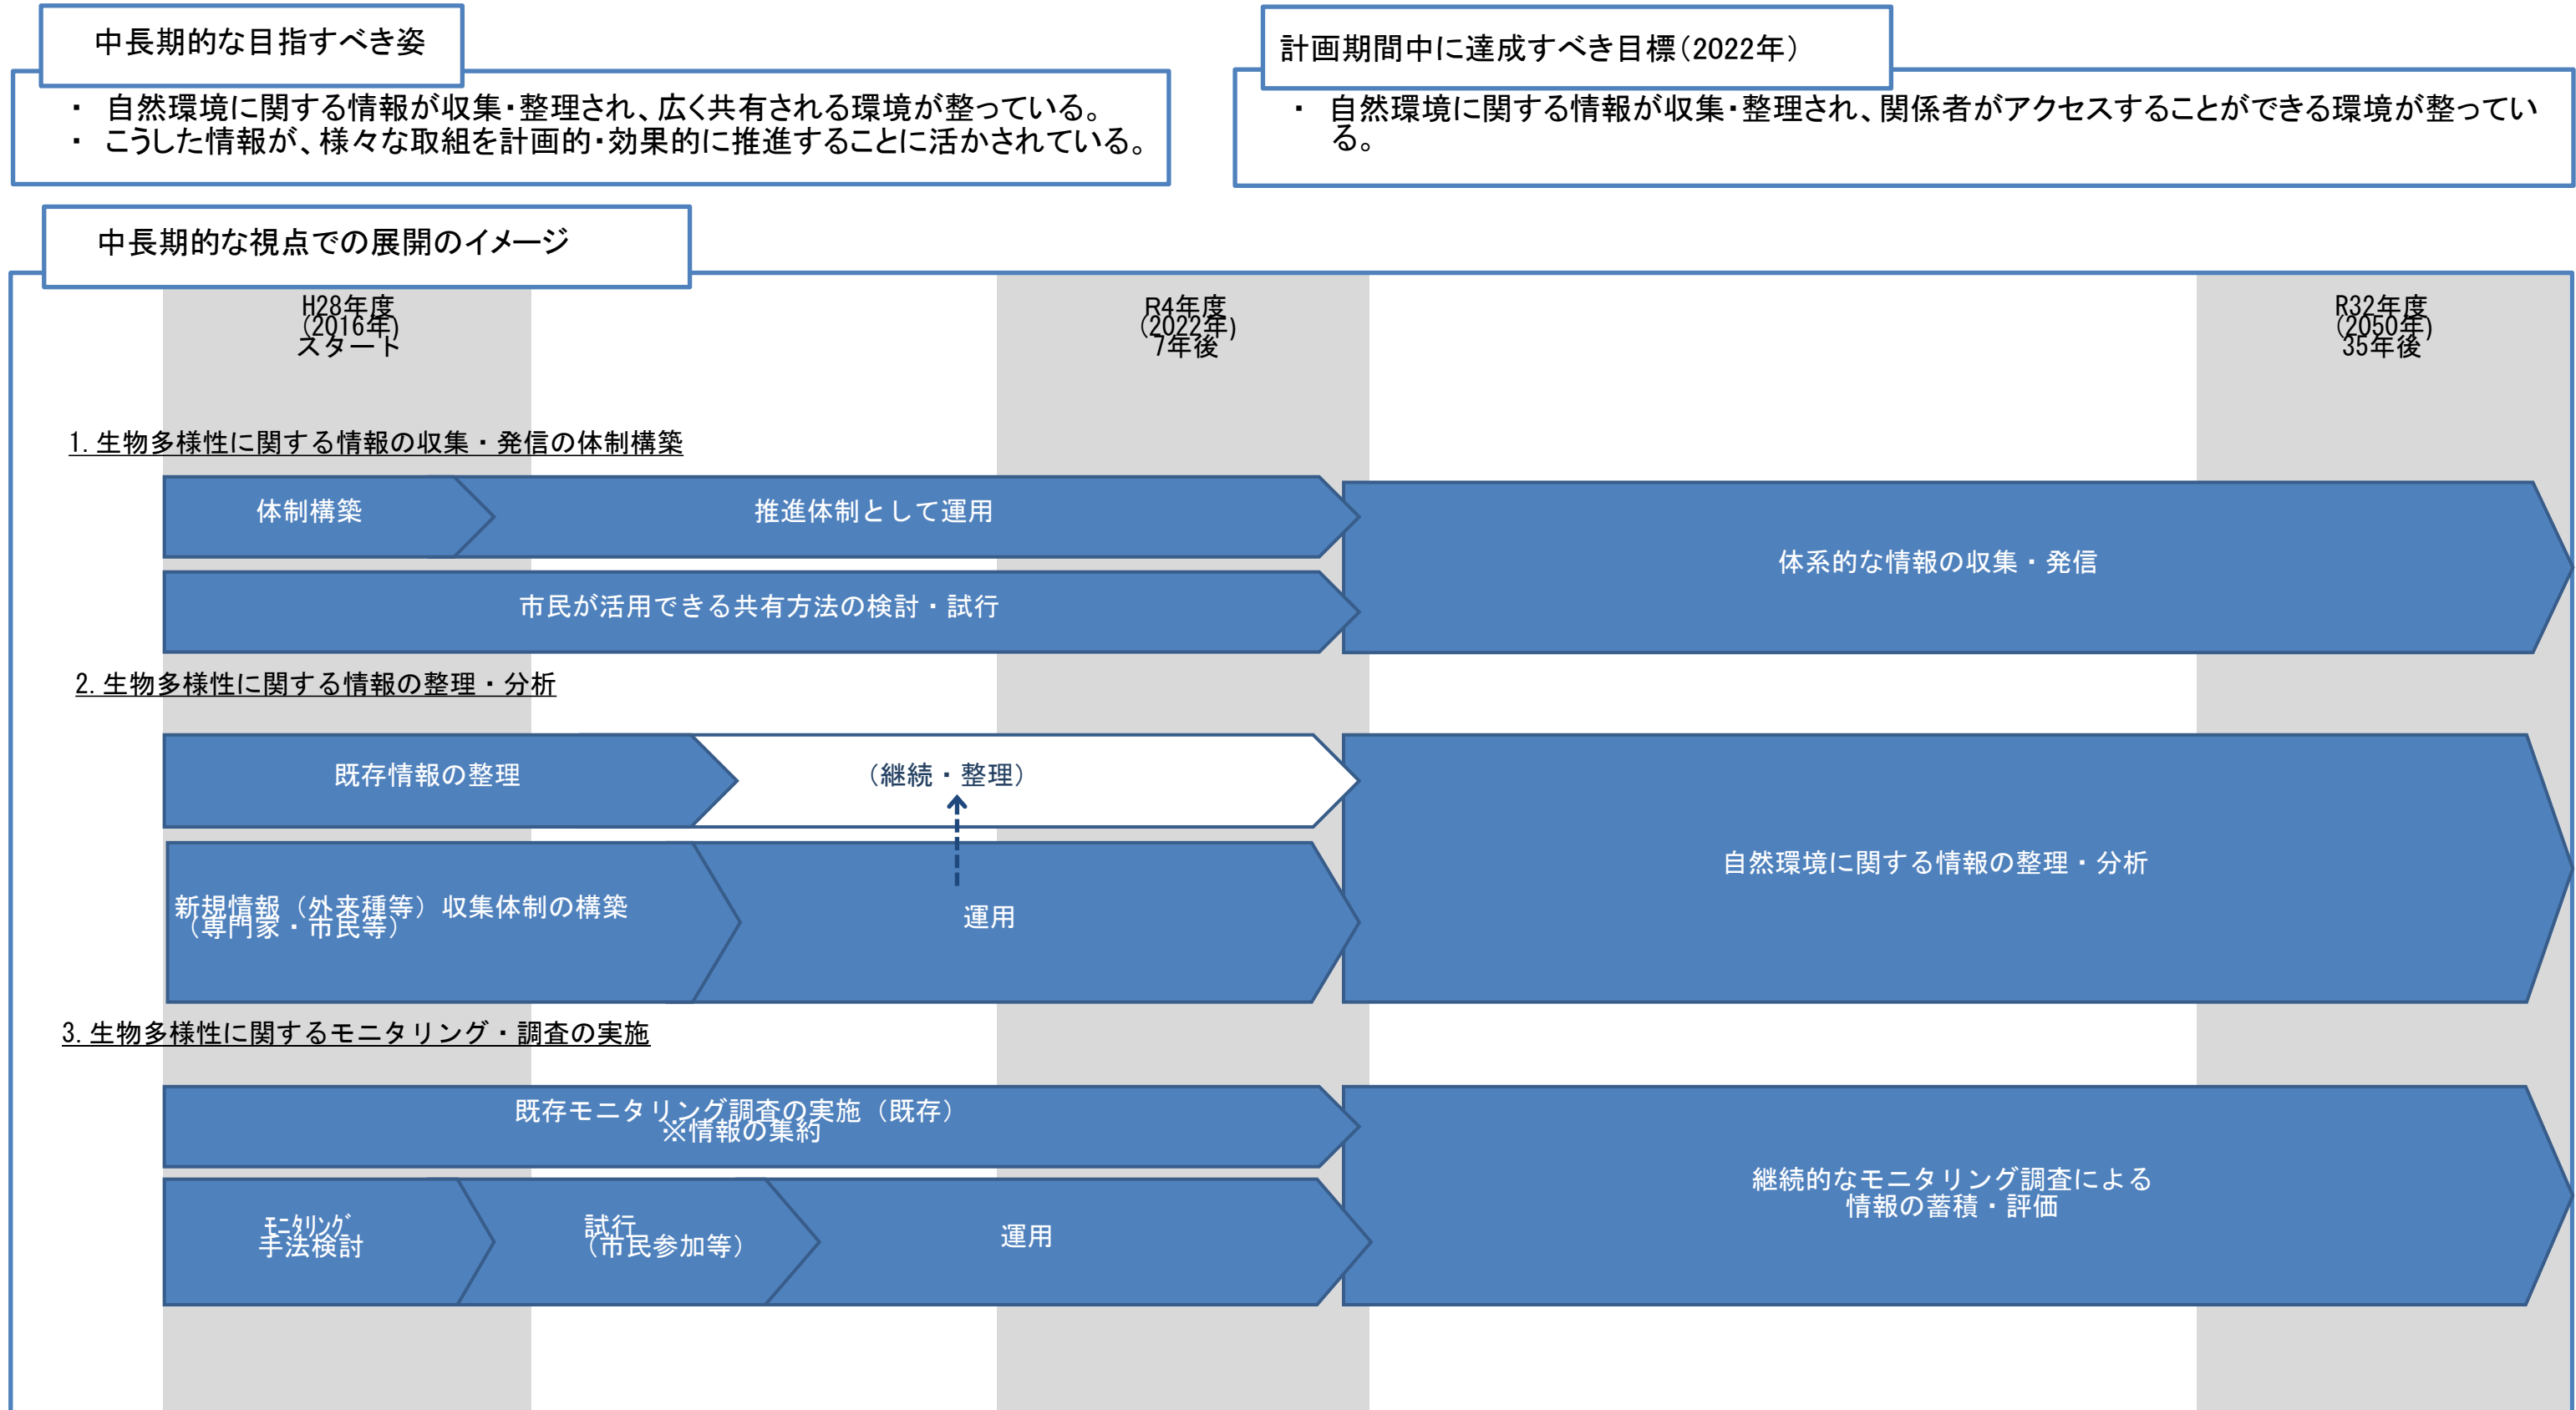 中長期的な目指すべき姿
・ 自然環境に関する情報が収集・整理され、広く共有される環境が整っている。
・ こうした情報が、様々な取組を計画的・効果的に推進することに活かされている。
計画期間中に達成すべき目標(2022年)
・ 自然環境に関する情報が収集・整理され、関係者がアクセスすることができる環境が整ってい
る。
中長期的な視点での展開のイメージ
H28年度
(2016年)
スタート
R4年度
(2022年)
7年後
R32年度
(2050年)
35年後
1.生物多様性に関する情報の収集・発信の体制構築
体制構築
推進体制として運用
市民が活用できる共有方法の検討・試行
体系的な情報の収集・発信
2.生物多様性に関する情報の整理・分析
既存情報の整理
(継続・整理)
新規情報(外来種等)収集体制の構築
(専門家・市民等)
運用
自然環境に関する情報の整理・分析
3.生物多様性に関するモニタリング・調査の実施
既存モニタリング調査の実施(既存)
※情報の集約
ﾓﾆﾀﾘﾝｸﾞ
手法検討
試行
(市民参加等)
運用
継続的なモニタリング調査による
情報の蓄積・評価